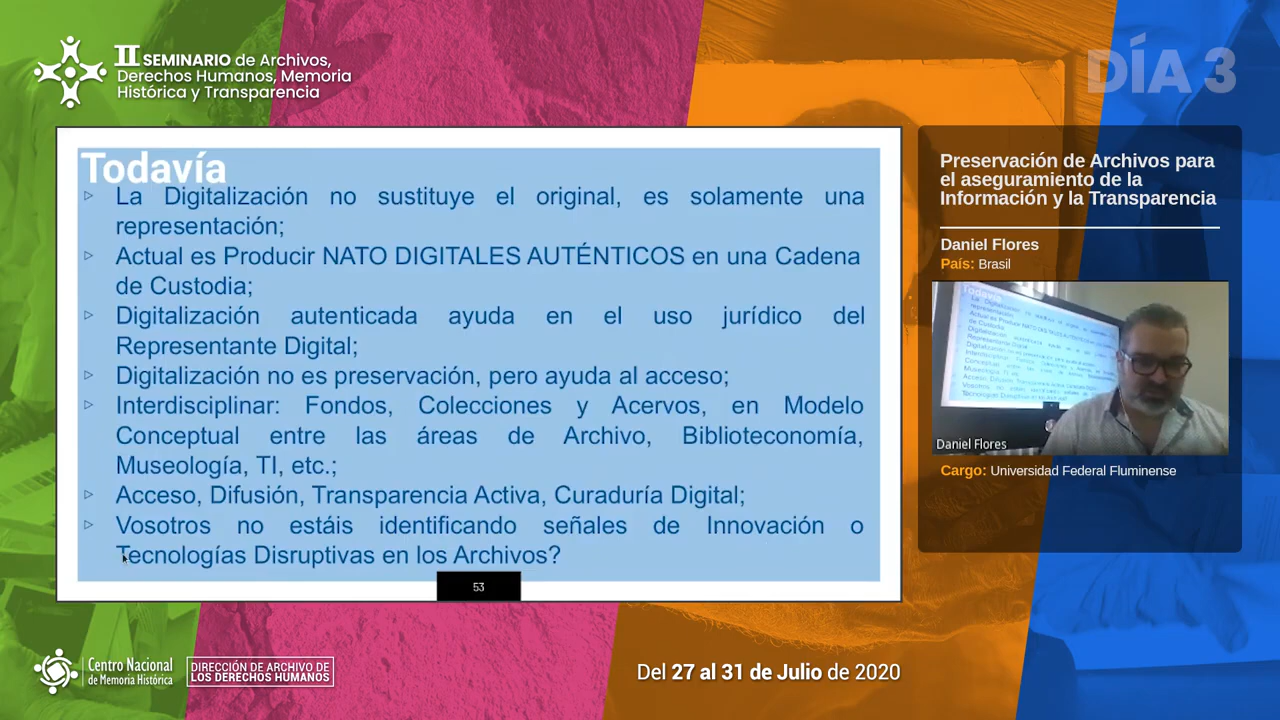 II SEMINARIO de Archivos,
Derechos Humanos, Memoria
Histórica y Transparencia
DÍA 3
Todavía
▷ La Digitalización no sustituye el original, es solamente una
representación;
▷ Actual es Producir NATO DIGITALES AUTÉNTICOS en una Cadena
de Custodia;
▷ Digitalización autenticada ayuda en el uso jurídico del
Representante Digital;
▷ Digitalización no es preservación, pero ayuda al acceso;
▷ Interdisciplinar: Fondos, Colecciones y Acervos, en Modelo
Conceptual entre las áreas de Archivo, Biblioteconomía,
Museología, TI, etc.;
▷ Acceso, Difusión, Transparencia Activa, Curaduría Digital;
▷ Vosotros no estáis identificando señales de Innovación o
Tecnologías Disruptivas en los Archivos?
53
Preservación de Archivos para
el aseguramiento de la
Información y la Transparencia
Daniel Flores
País: Brasil
Daniel Flores
Cargo: Universidad Federal Fluminense
Centro Nacional
de Memoria Histórica
DIRECCIÓN DE ARCHIVO DE
LOS DERECHOS HUMANOS
Del 27 al 31 de Julio de 2020